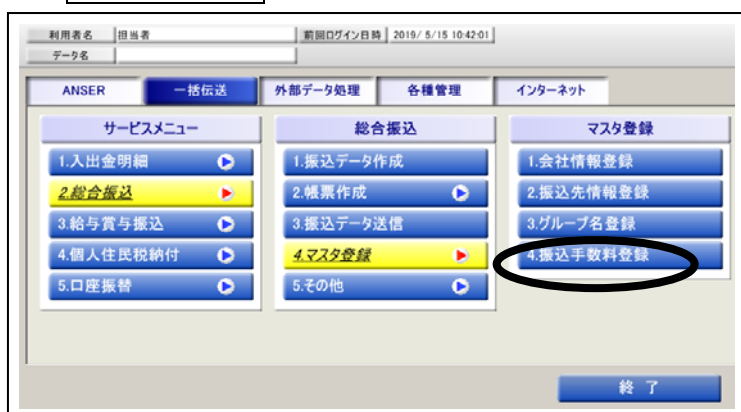 利用者名 担当者 前回ログイン日時 2019/ 5/15 10:42:01
データ名
ANSER 一括伝送 外部データ処理 各種管理 インターネット
サービスメニュー
1.入出金明細
2.総合振込
3.給与賞与振込
4.個人住民税納付
5.口座振替
総合振込
1.振込データ作成
2.帳票作成
3.振込データ送信
4.マスタ登録
5.その他
マスタ登録
1.会社情報登録
2.振込先情報登録
3.グループ名登録
4.振込手数料登録
終 了